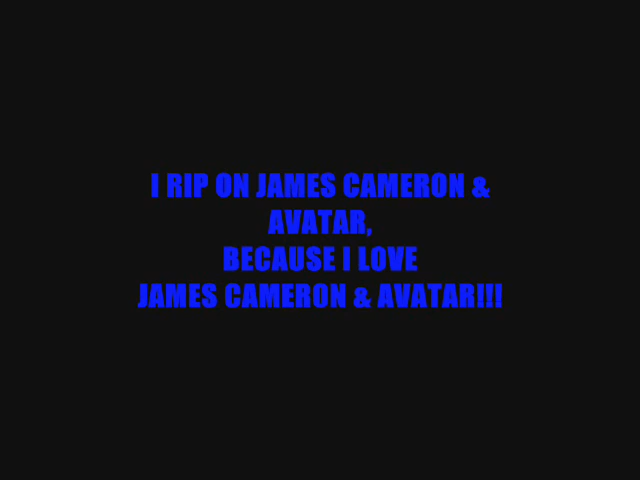 I RIP ON JAMES CAMERON &
AVATAR,
BECAUSE I LOVE
JAMES CAMERON & AVATAR!!!